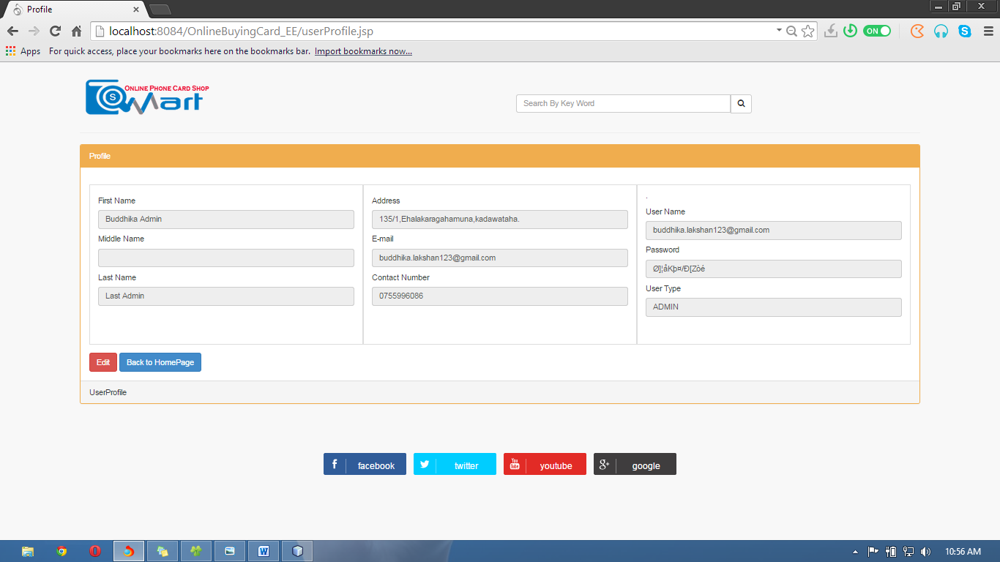 Profile
localhost:8084/OnlineBuyingCard_EE/userProfile.jsp
ON
Apps For quick access, place your bookmarks here on the bookmarks bar. Import bookmarks now...
ONLINE PHONE CARD SHOP
S
Mart
Search By Key Word
Profile
First Name
Buddhika Admin
Middle Name
Last Name
Last Admin
Address
135/1,Ehalakaragahamuna,kadawataha.
E-mail
buddhika.lakshan123@gmail.com
Contact Number
0755996086
.
User Name
buddhika.lakshan123@gmail.com
Password
User Type
ADMIN
Edit Back to HomePage
UserProfile
facebook twitter youtube google
10:56 AM